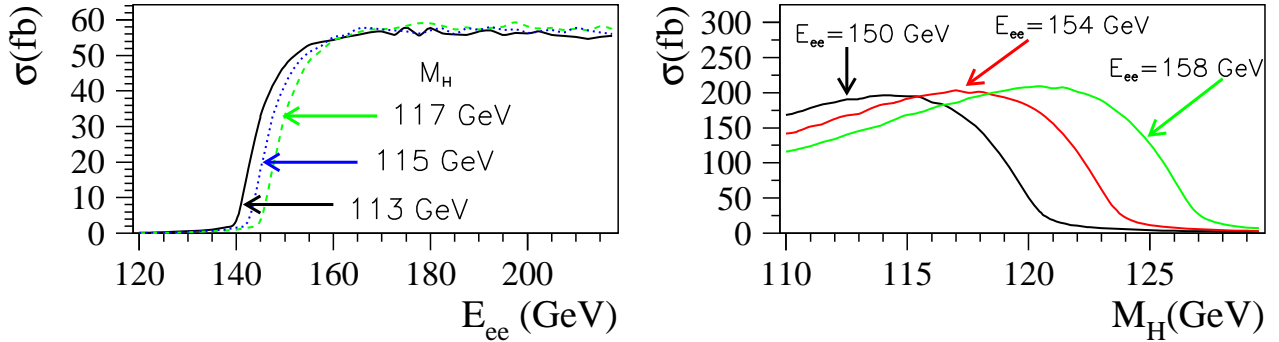 σ(fb)
60
50
40
30
20
10
0
M_H
117 GeV
115 GeV
113 GeV
120 140 160 180 200
E_ee (GeV)
σ(fb)
300
250
200
150
100
50
0
E_ee=150 GeV
E_ee=154 GeV
E_ee=158 GeV
110 115 120 125
M_H(GeV)